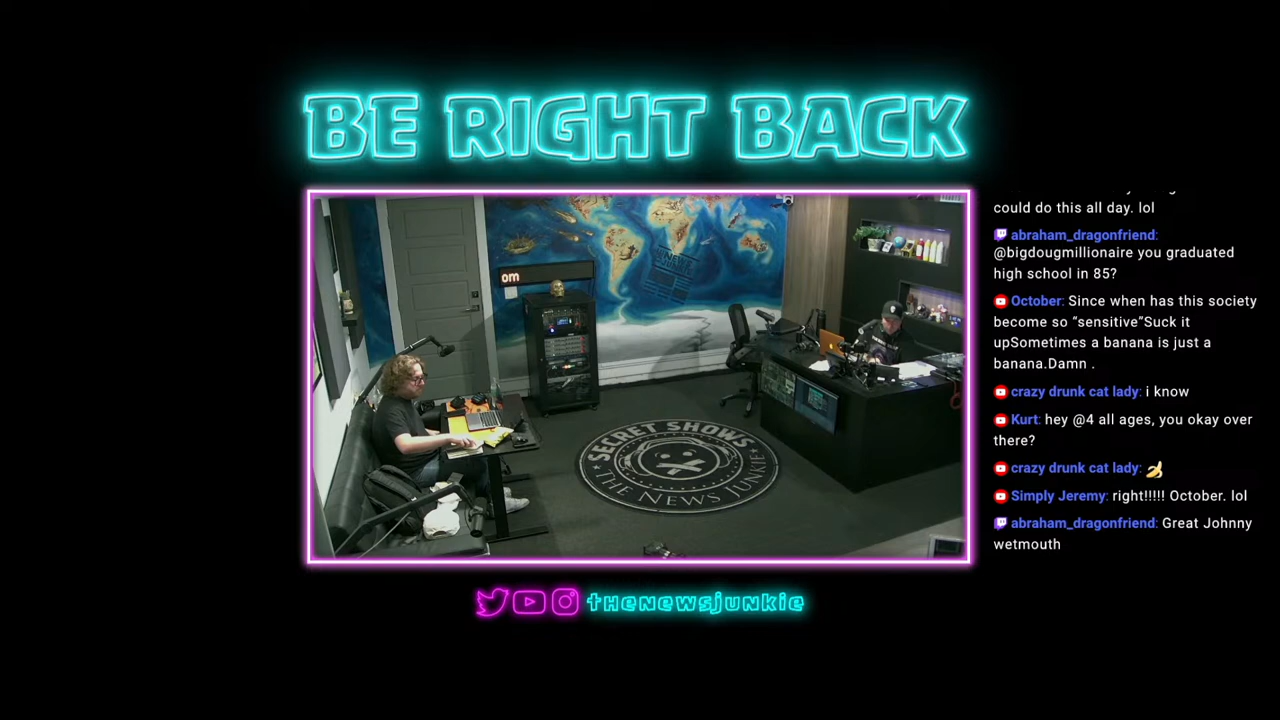 BE RIGHT BACK
could do this all day. lol
abraham_dragonfriend:
@bigdougmillionaire you graduated
high school in 85?
October: Since when has this society
become so “sensitive”Suck it
upSometimes a banana is just a
banana.Damn .
crazy drunk cat lady: i know
Kurt: hey @4 all ages, you okay over
there?
crazy drunk cat lady: 🍌
Simply Jeremy: right!!!!! October. lol
abraham_dragonfriend: Great Johnny
wetmouth
om
SECRET SHOWS
THE NEWS JUNKIE
thenewsjunkie